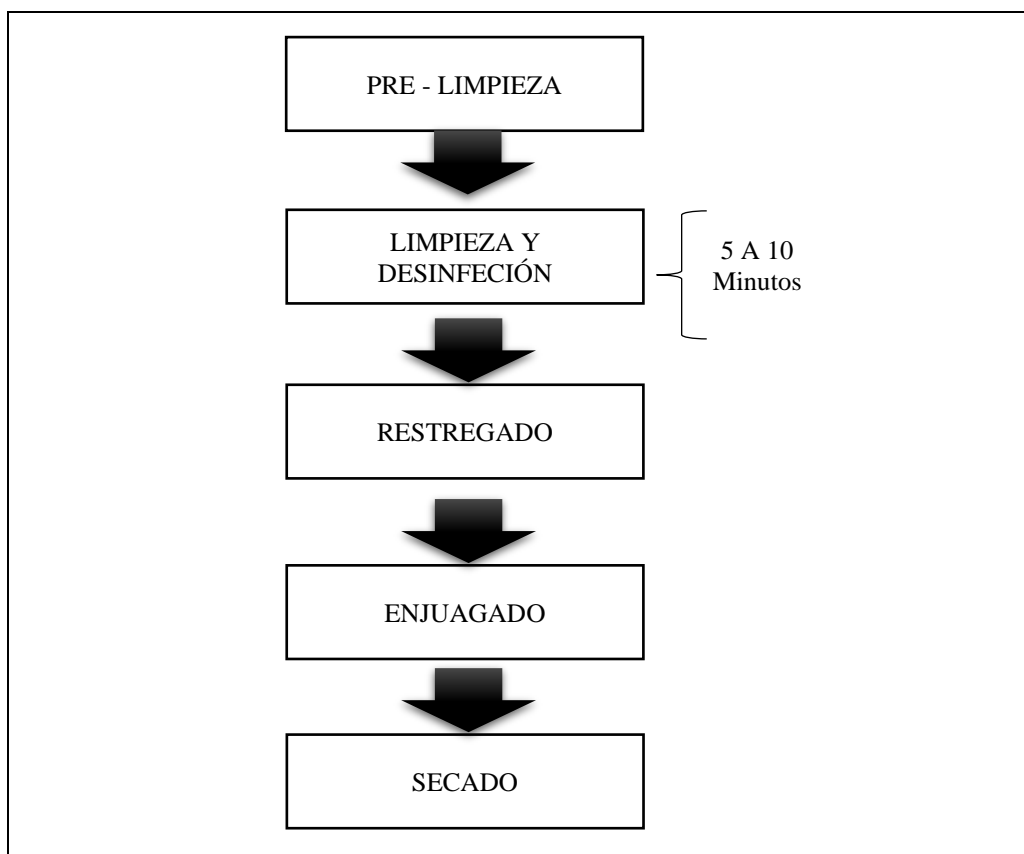 PRE - LIMPIEZA
LIMPIEZA Y
DESINFECIÓN
5 A 10
Minutos
RESTREGADO
ENJUAGADO
SECADO